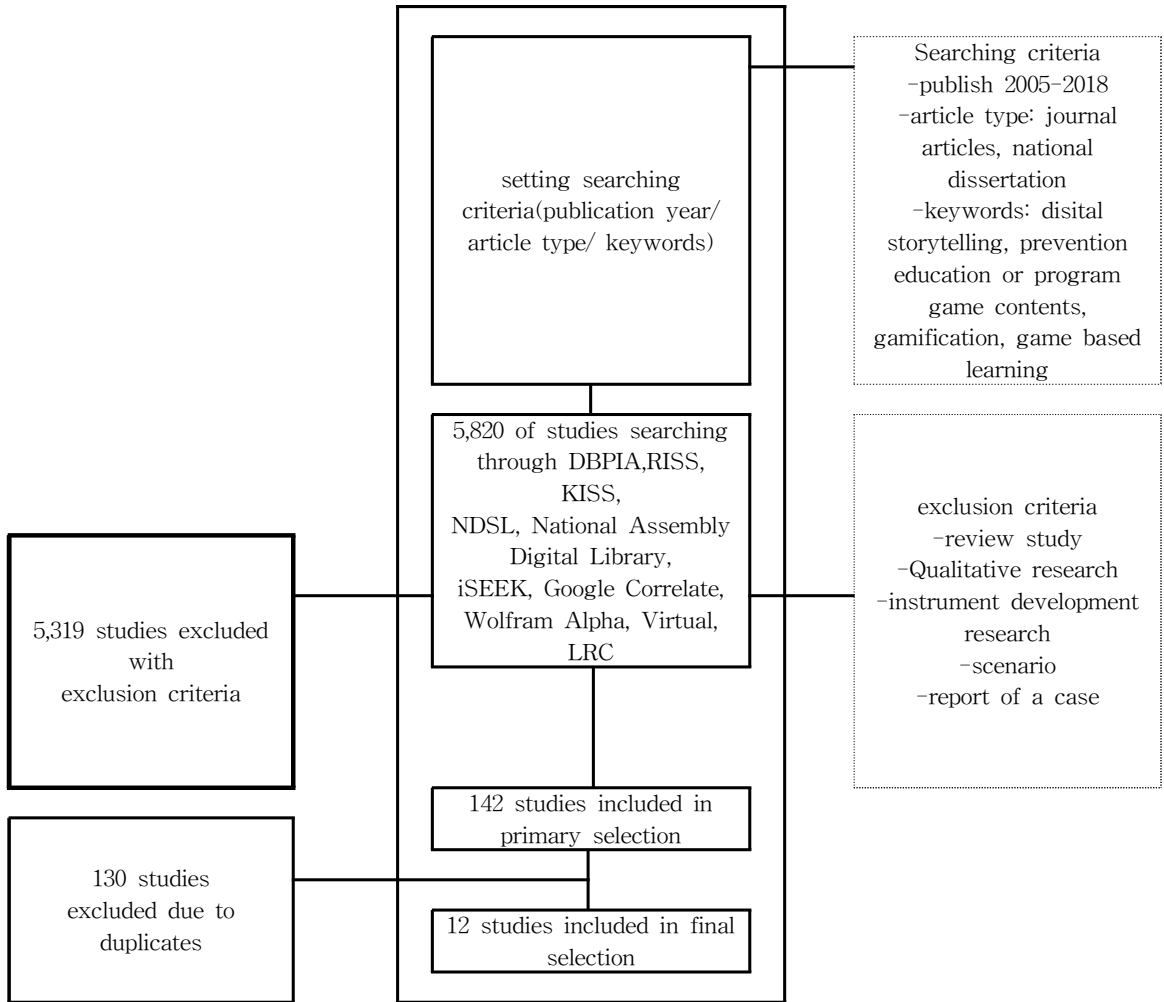 setting searching
criteria(publication year/
article type/ keywords)
Searching criteria
-publish 2005-2018
-article type: journal
articles, national
dissertation
-keywords: disital
storytelling, prevention
education or program
game contents,
gamification, game based
learning
5,820 of studies searching
through DBPIA,RISS,
KISS,
NDSL, National Assembly
Digital Library,
iSEEK, Google Correlate,
Wolfram Alpha, Virtual,
LRC
5,319 studies excluded
with
exclusion criteria
exclusion criteria
-review study
-Qualitative research
-instrument development
research
-scenario
-report of a case
142 studies included in
primary selection
130 studies
excluded due to
duplicates
12 studies included in final
selection